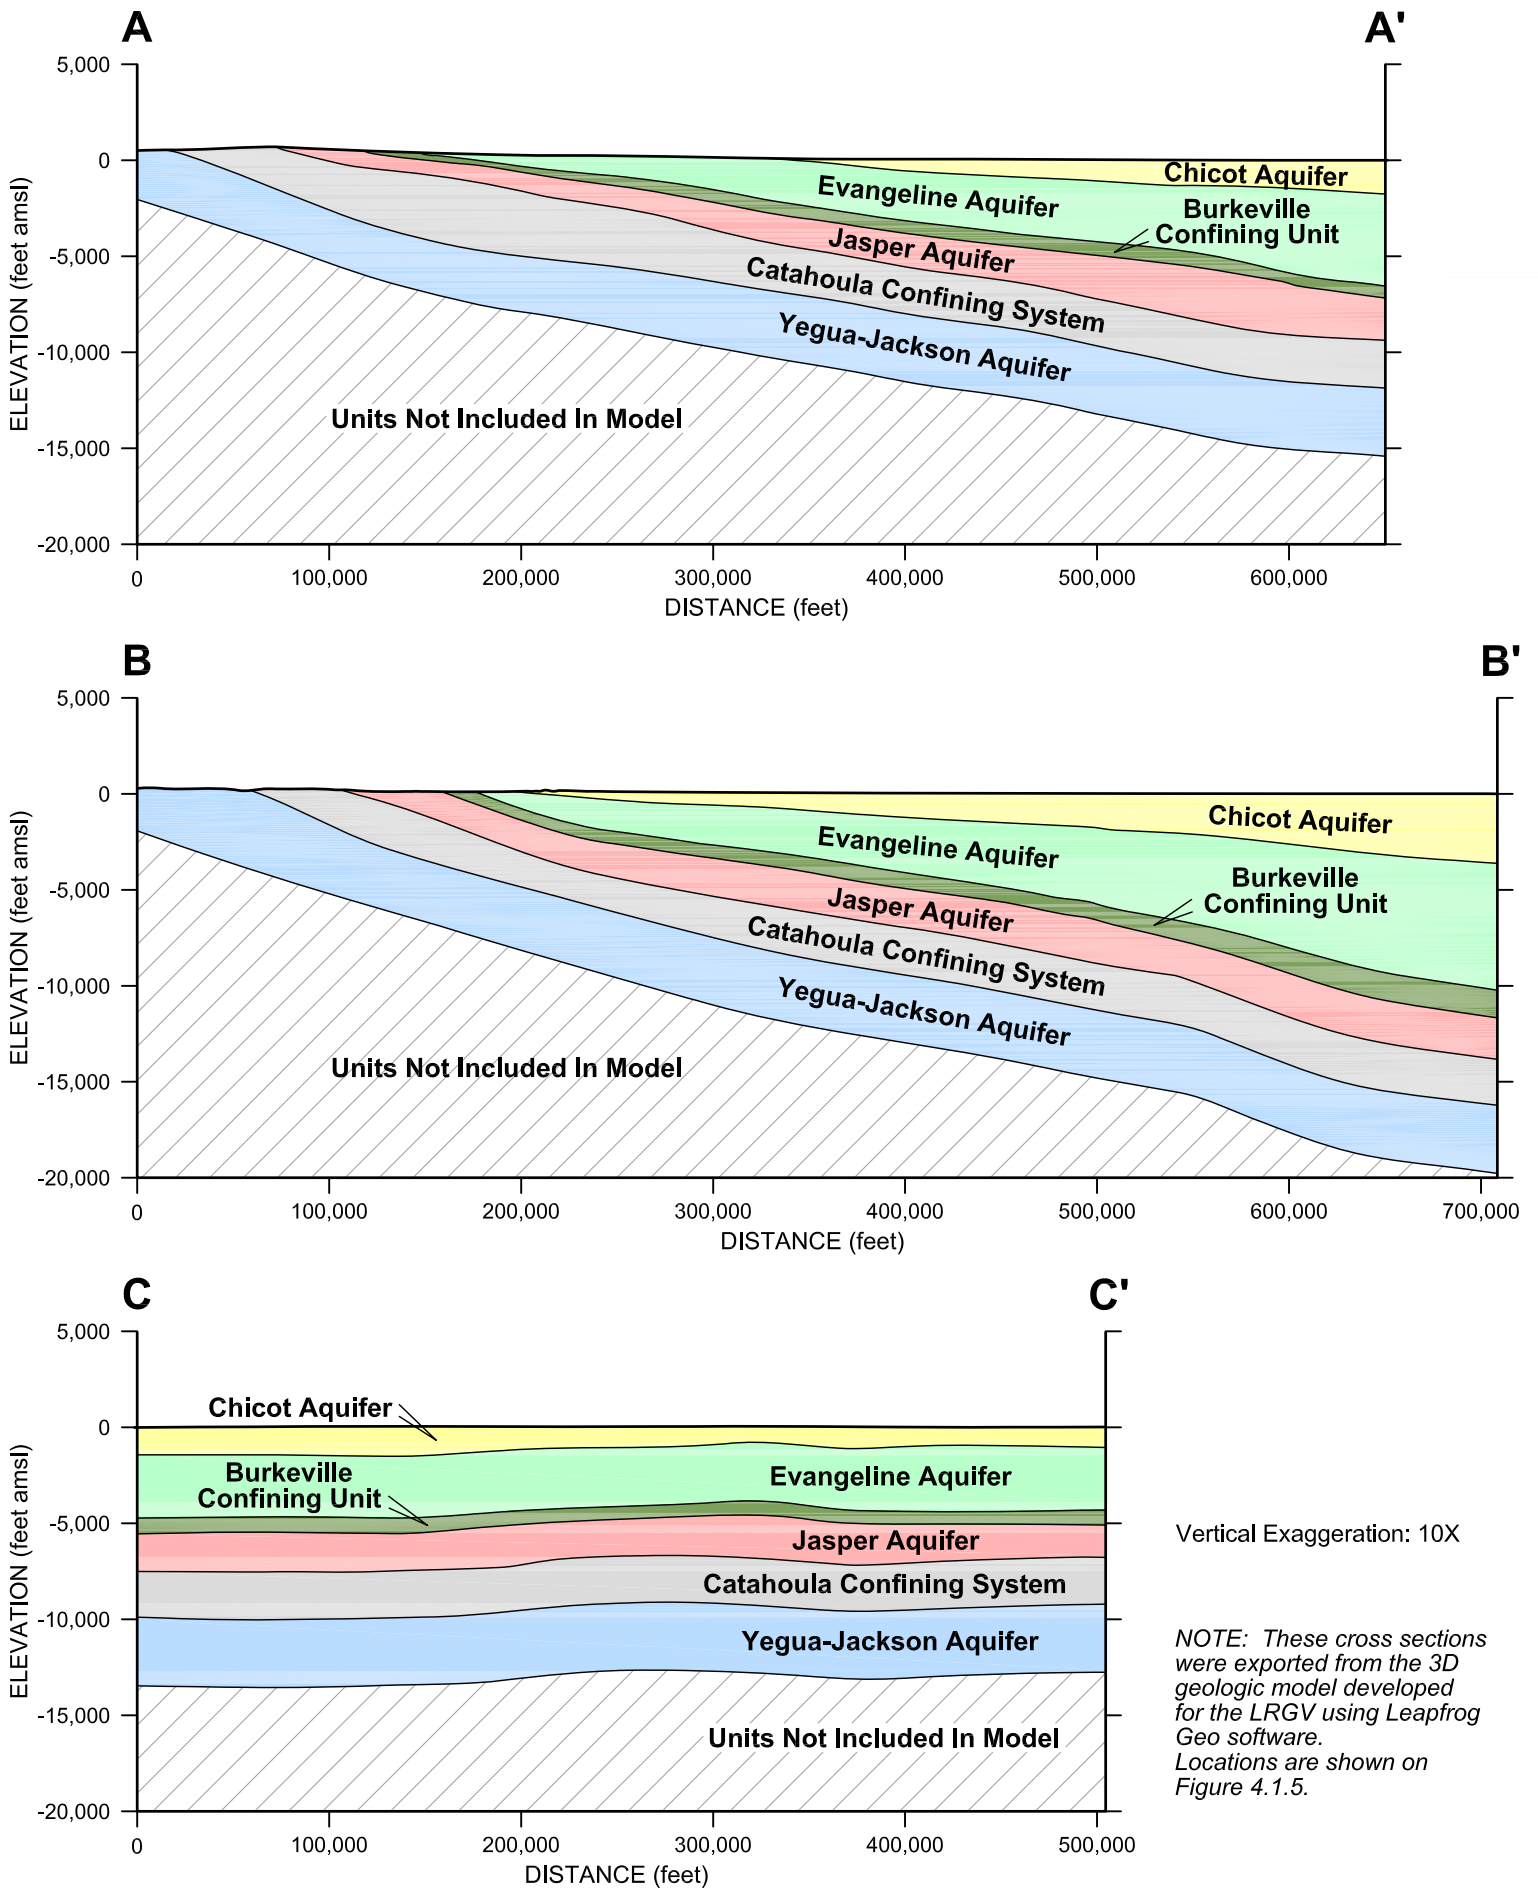 A
A'
5,000
0
-5,000
-10,000
-15,000
-20,000
ELEVATION (feet amsl)
Chicot Aquifer
Evangeline Aquifer
Burkeville
Confining Unit
Jasper Aquifer
Catahoula Confining System
Yegua-Jackson Aquifer
Units Not Included In Model
0
100,000
200,000
300,000
400,000
500,000
600,000
DISTANCE (feet)
B
B'
5,000
0
-5,000
-10,000
-15,000
-20,000
ELEVATION (feet amsl)
Chicot Aquifer
Evangeline Aquifer
Burkeville
Confining Unit
Jasper Aquifer
Catahoula Confining System
Yegua-Jackson Aquifer
Units Not Included In Model
0
100,000
200,000
300,000
400,000
500,000
600,000
700,000
DISTANCE (feet)
C
C'
5,000
0
-5,000
-10,000
-15,000
-20,000
ELEVATION (feet amsl)
Chicot Aquifer
Burkeville
Confining Unit
Evangeline Aquifer
Jasper Aquifer
Catahoula Confining System
Yegua-Jackson Aquifer
Units Not Included In Model
0
100,000
200,000
300,000
400,000
500,000
DISTANCE (feet)
Vertical Exaggeration: 10X
NOTE: These cross sections
were exported from the 3D
geologic model developed
for the LRGV using Leapfrog
Geo software.
Locations are shown on
Figure 4.1.5.